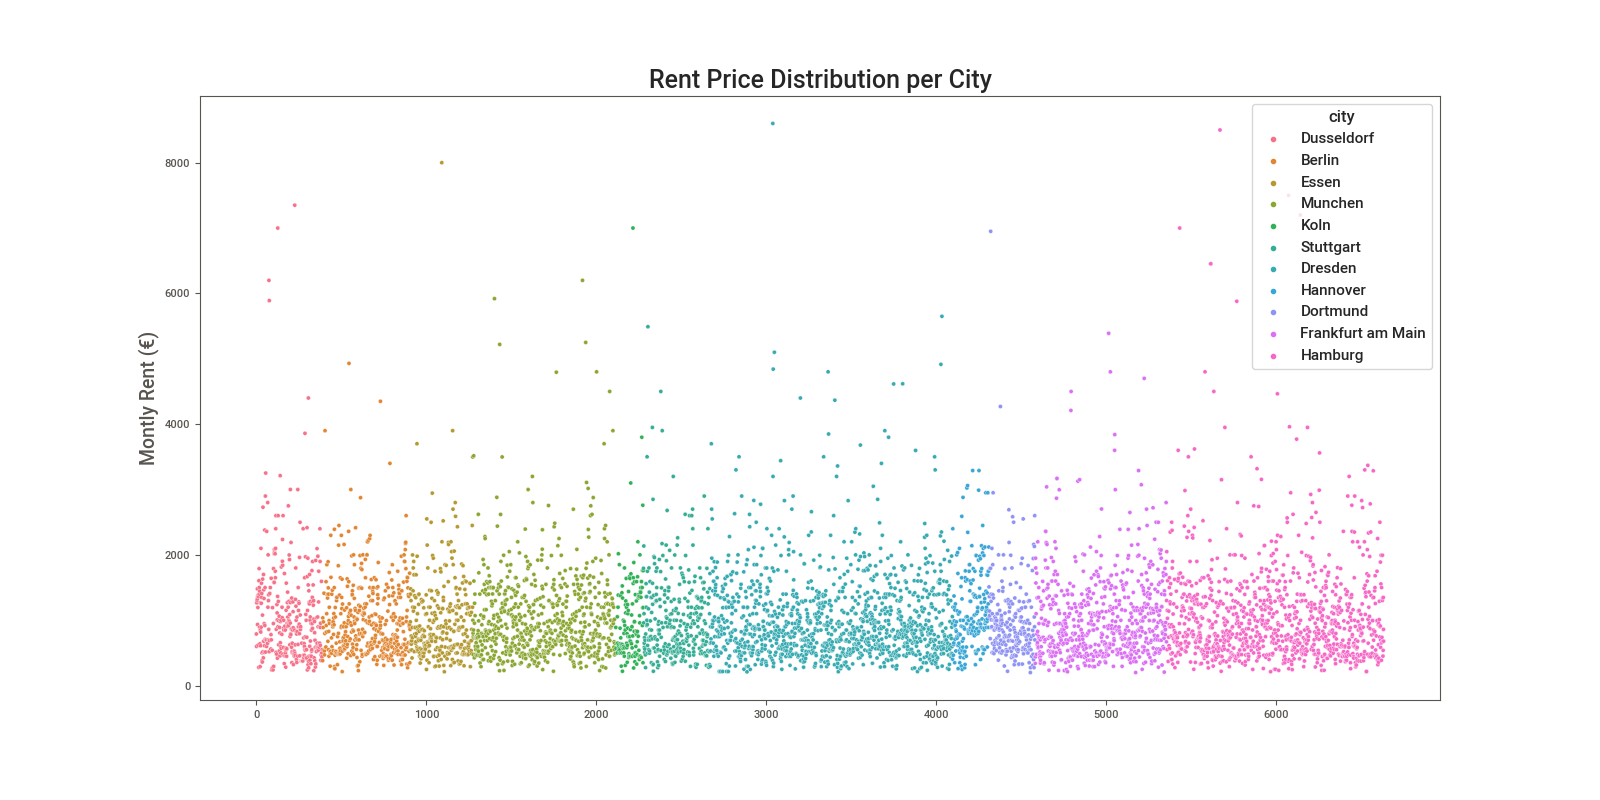 Rent Price Distribution per City
Montly Rent (€)
8000
6000
4000
2000
0
0 1000 2000 3000 4000 5000 6000
city
Dusseldorf
Berlin
Essen
Munchen
Koln
Stuttgart
Dresden
Hannover
Dortmund
Frankfurt am Main
Hamburg